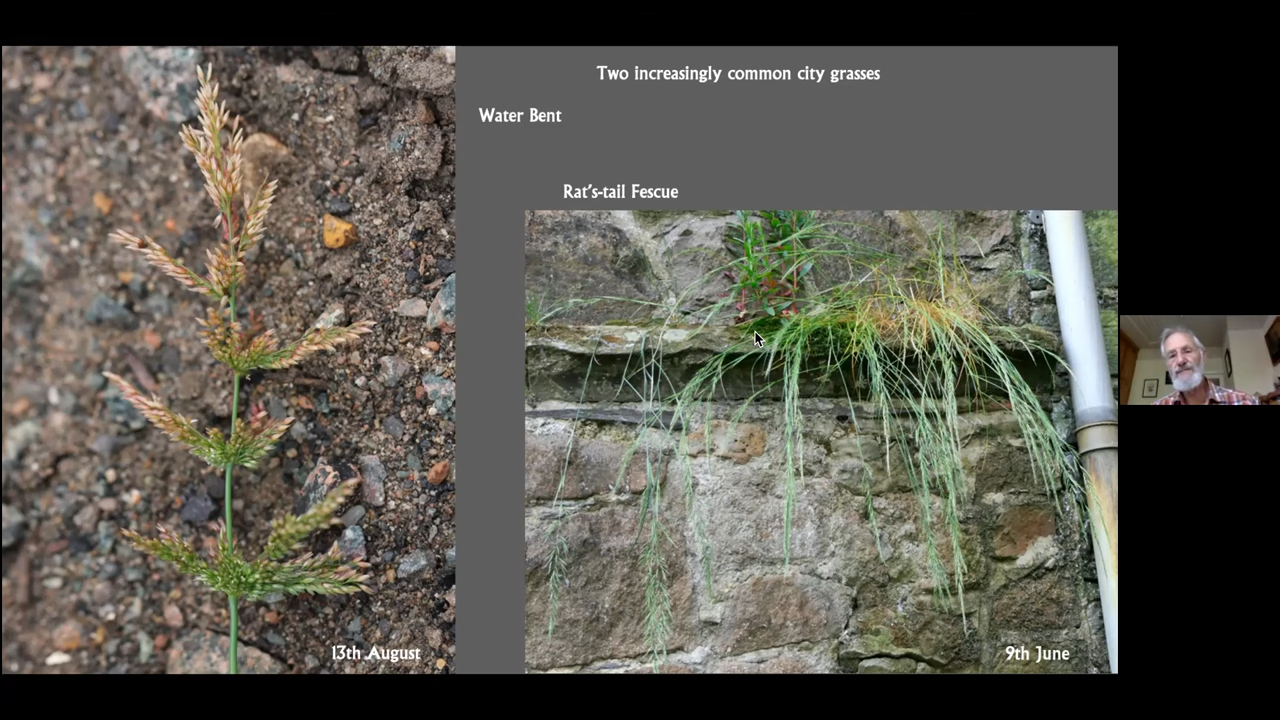 Two increasingly common city grasses
Water Bent
Rat's-tail Fescue
13th August
9th June